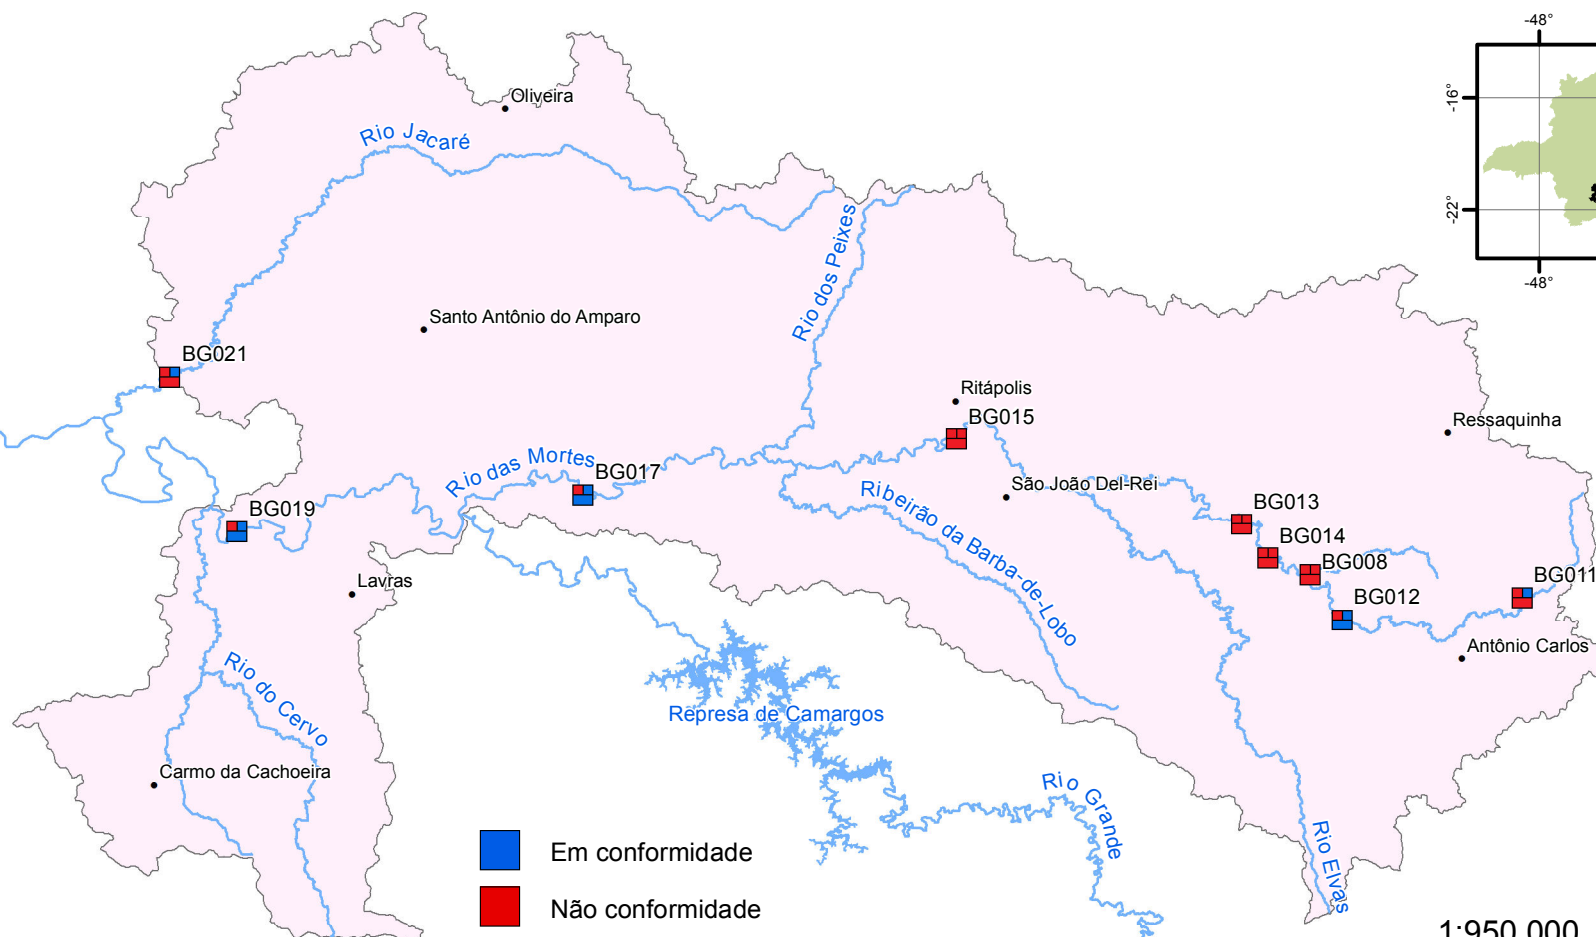 -48°
Oliveira
-16°
Rio Jacaré
-22°
Rio dos Peixes
-48°
Santo Antônio do Amparo
BG021
Ritápolis
BG015
Ressaquinha
Rio das Mortes
BG017
São João Del-Rei
BG019
Ribeirão da Barba-de-Lobo
BG013
BG014
BG008
BG011
Lavras
BG012
Antônio Carlos
Rio do Cervo
Represa de Camargos
Carmo da Cachoeira
Rio Grande
Rio Elvas
Em conformidade
Não conformidade
1:950.000